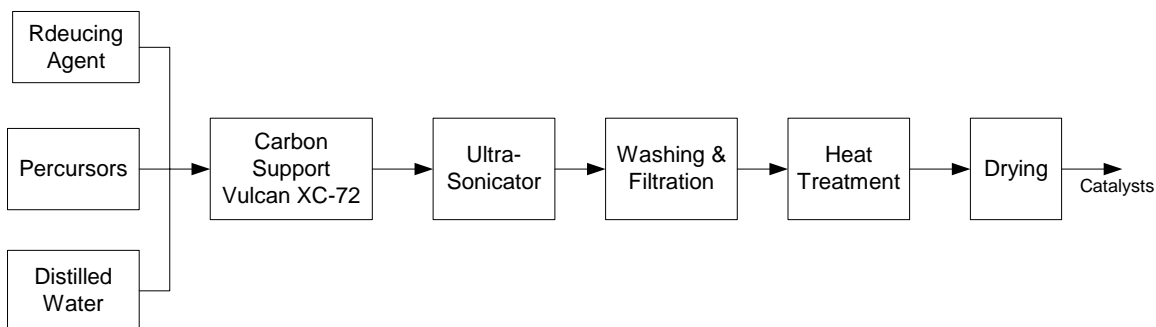 Rdeucing
Agent
Percursors
Distilled
Water
Carbon
Support
Vulcan XC-72
Ultra-
Sonicator
Washing &
Filtration
Heat
Treatment
Drying
Catalysts